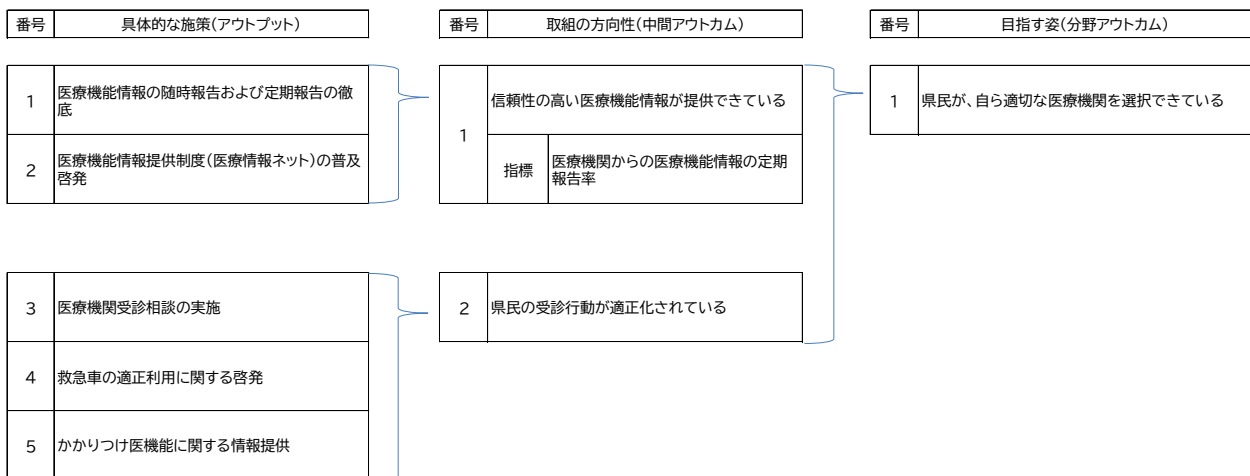 番号 具体的な施策(アウトプット)
番号 取組の方向性(中間アウトカム)
番号 目指す姿(分野アウトカム)
1 医療機能情報の随時報告および定期報告の徹
底
2 医療機能情報提供制度(医療情報ネット)の普及
啓発
1 信頼性の高い医療機能情報が提供できている
指標 医療機関からの医療機能情報の定期
報告率
1 県民が、自ら適切な医療機関を選択できている
3 医療機関受診相談の実施
4 救急車の適正利用に関する啓発
5 かかりつけ医機能に関する情報提供
2 県民の受診行動が適正化されている